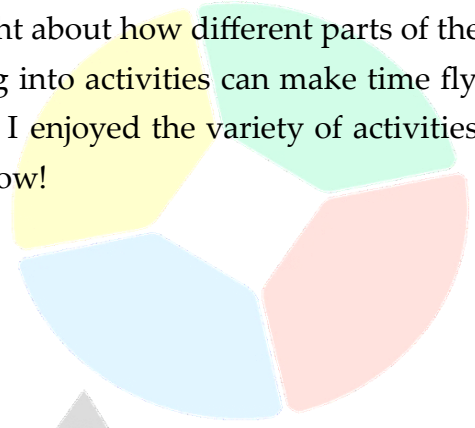 nt about how different parts of the
g into activities can make time fly
I enjoyed the variety of activities
ow!